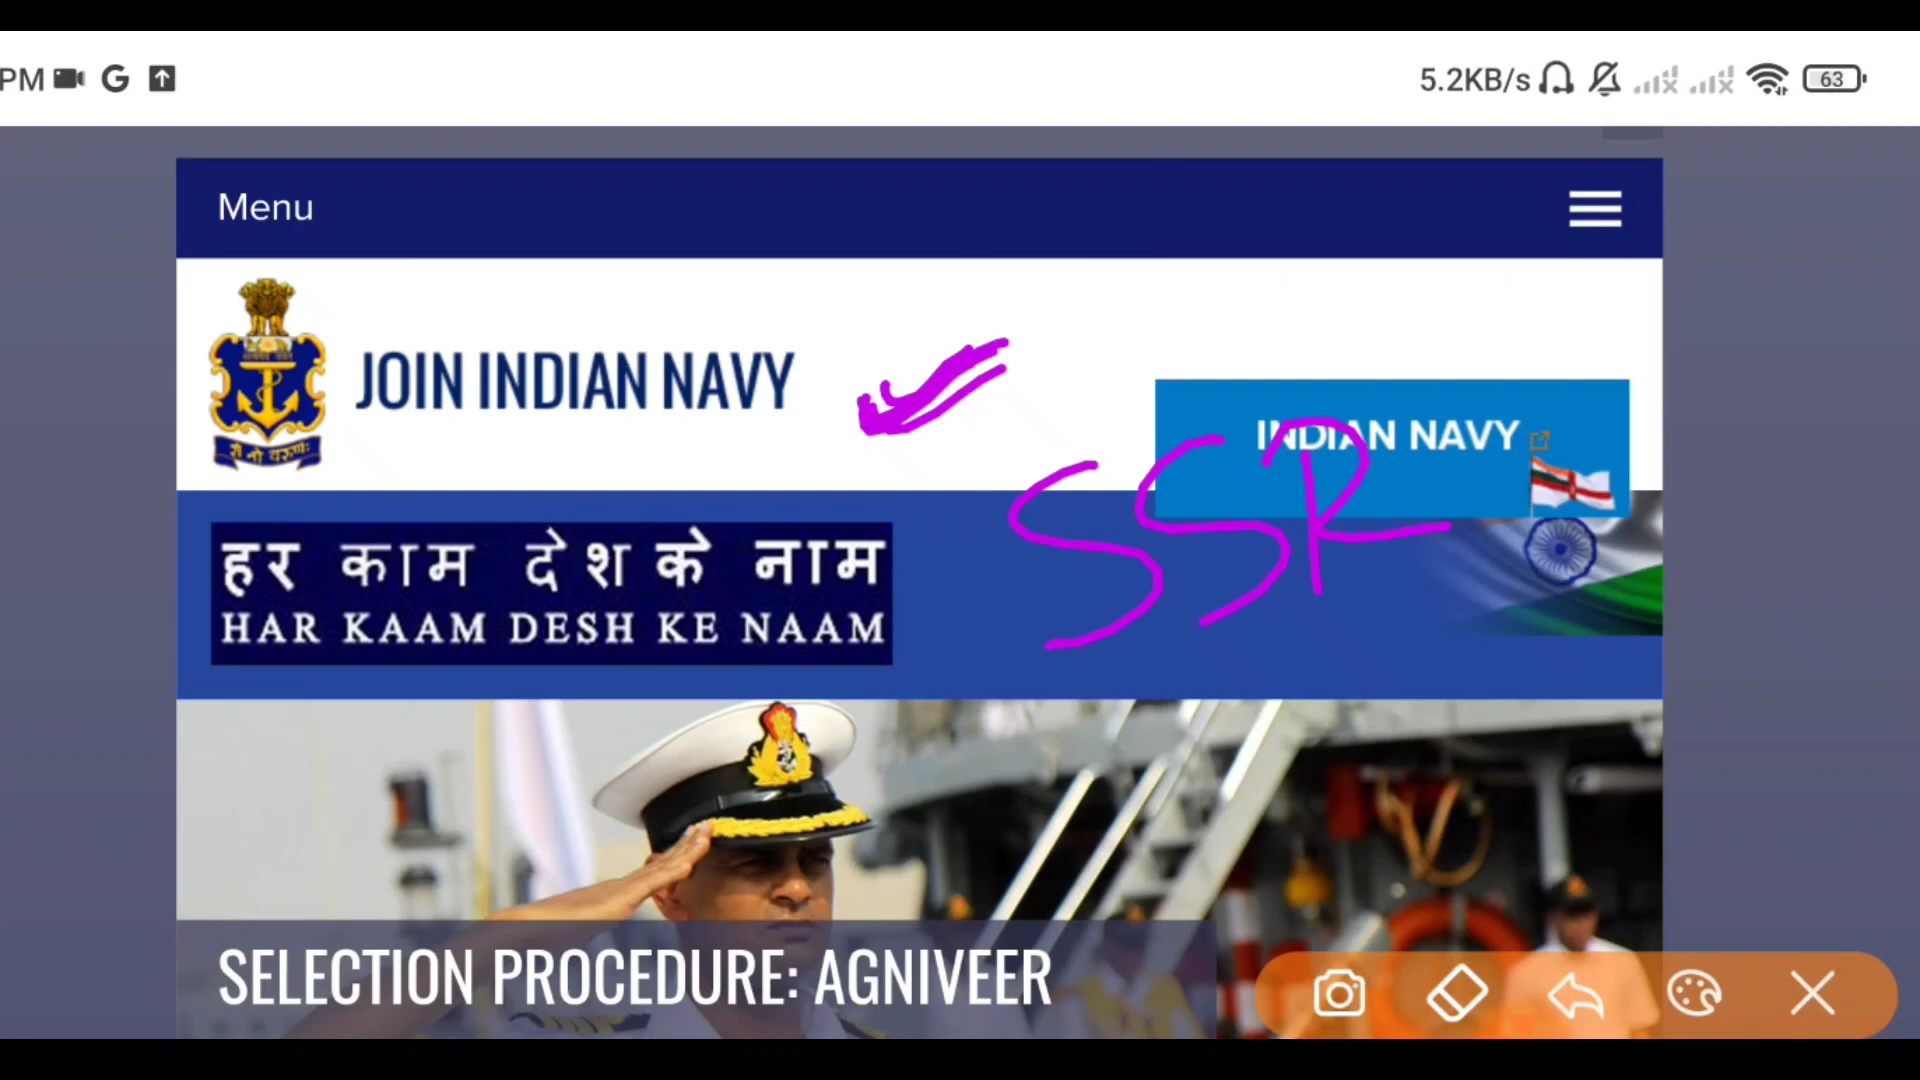 PM G
5.2KB/s 63
Menu
JOIN INDIAN NAVY
INDIAN NAVY
SSR
हर काम देश के नाम
HAR KAAM DESH KE NAAM
SELECTION PROCEDURE: AGNIVEER